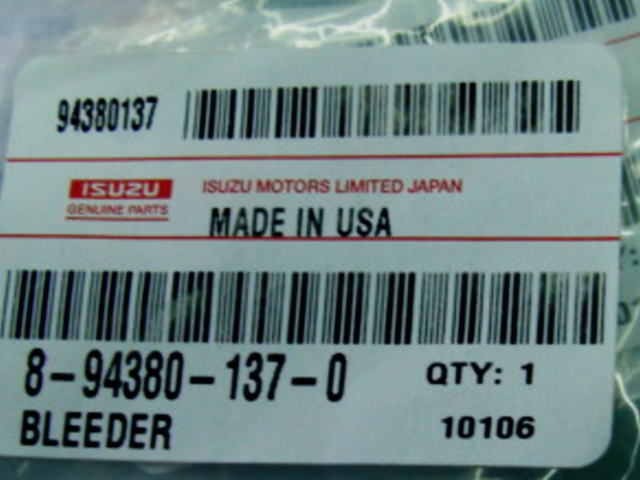 94380137
ISUZU
GENUINE PARTS
ISUZU MOTORS LIMITED JAPAN
MADE IN USA
8-94380-137-0
QTY: 1
BLEEDER
10106